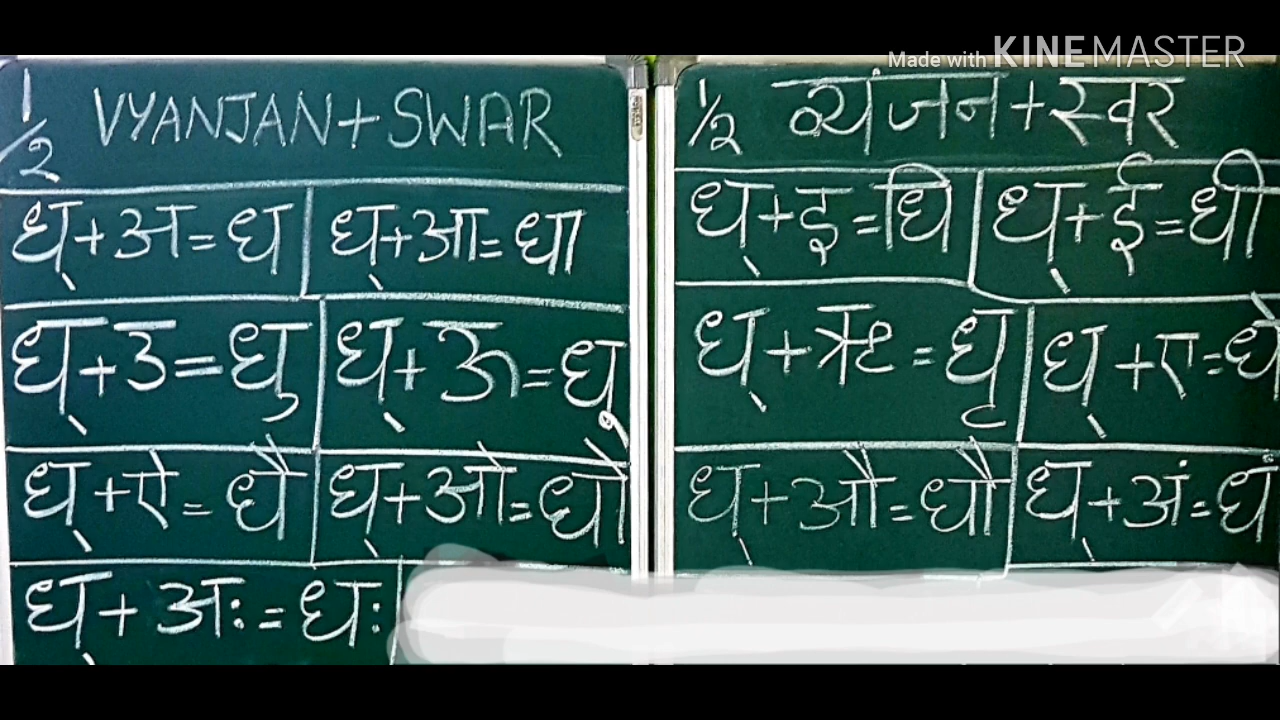 Made with KINEMASTER
1/2 VYANJAN + SWAR
ध् + अ = ध
ध् + आ = धा
ध् + उ = धु
ध् + ऊ = धू
ध् + ऐ = धै
ध् + ओ = धो
ध् + अः = धः
1/2 व्यंजन + स्वर
ध् + इ = धि
ध् + ई = धी
ध् + ऋ = धृ
ध् + ए = धे
ध् + औ = धौ
ध् + अं = धं